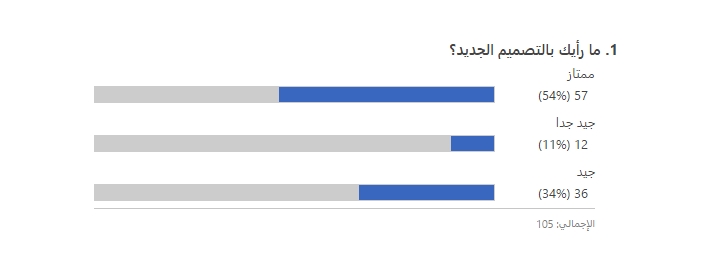 1. ما رأيك بالتصميم الجديد؟
ممتاز
57 (54%)
جيد جدا
12 (11%)
جيد
36 (34%)
الإجمالي: 105